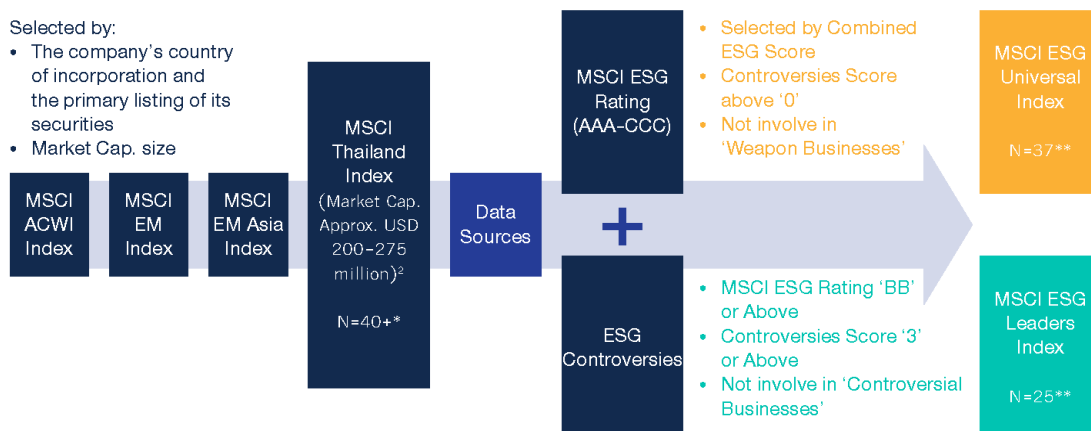 Selected by:
• The company's country
of incorporation and
the primary listing of its
securities
• Market Cap. size
MSCI
ACWI
Index
MSCI
EM
Index
MSCI
EM Asia
Index
MSCI
Thailand
Index
(Market Cap.
Approx. USD
200–275
million)²
N=40+*
Data
Sources
MSCI ESG
Rating
(AAA-CCC)
+
ESG
Controversies
• Selected by Combined
ESG Score
• Controversies Score
above ‘0’
• Not involve in
‘Weapon Businesses’
• MSCI ESG Rating ‘BB’
or Above
• Controversies Score ‘3’
or Above
• Not involve in ‘Controversial
Businesses’
MSCI ESG
Universal
Index
N=37**
MSCI ESG
Leaders
Index
N=25**